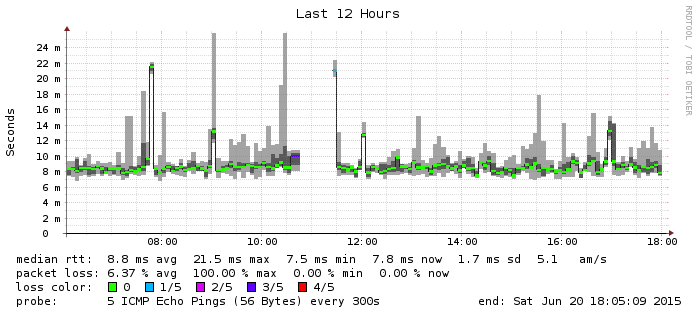 Last 12 Hours
RRDTOOL / TOBI OETIKER
Seconds
24 m
22 m
20 m
18 m
16 m
14 m
12 m
10 m
8 m
6 m
4 m
2 m
0
08:00 10:00 12:00 14:00 16:00 18:00
median rtt: 8.8 ms avg 21.5 ms max 7.5 ms min 7.8 ms now 1.7 ms sd 5.1 am/s
packet loss: 6.37 % avg 100.00 % max 0.00 % min 0.00 % now
loss color: 0 1/5 2/5 3/5 4/5
probe: 5 ICMP Echo Pings (56 Bytes) every 300s end: Sat Jun 20 18:05:09 2015